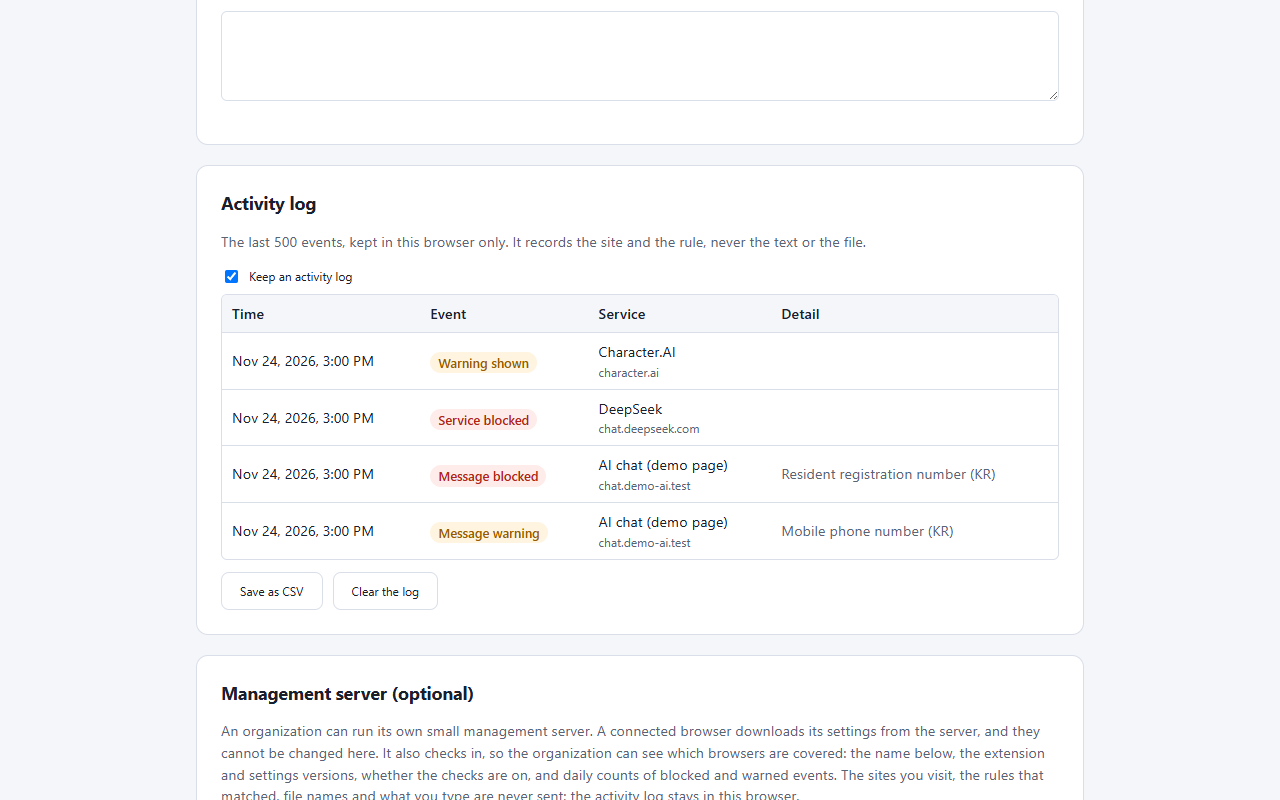 Activity log
The last 500 events, kept in this browser only. It records the site and the rule, never the text or the file.
Keep an activity log
Time Event Service Detail
Nov 24, 2026, 3:00 PM Warning shown Character.AI
character.ai
Nov 24, 2026, 3:00 PM Service blocked DeepSeek
chat.deepseek.com
Nov 24, 2026, 3:00 PM Message blocked AI chat (demo page) Resident registration number (KR)
chat.demo-ai.test
Nov 24, 2026, 3:00 PM Message warning AI chat (demo page) Mobile phone number (KR)
chat.demo-ai.test
Save as CSV Clear the log
Management server (optional)
An organization can run its own small management server. A connected browser downloads its settings from the server, and they
cannot be changed here. It also checks in, so the organization can see which browsers are covered: the name below, the extension
and settings versions, whether the checks are on, and daily counts of blocked and warned events. The sites you visit, the rules that
matched, file names and what you type are never sent; the activity log stays in this browser.